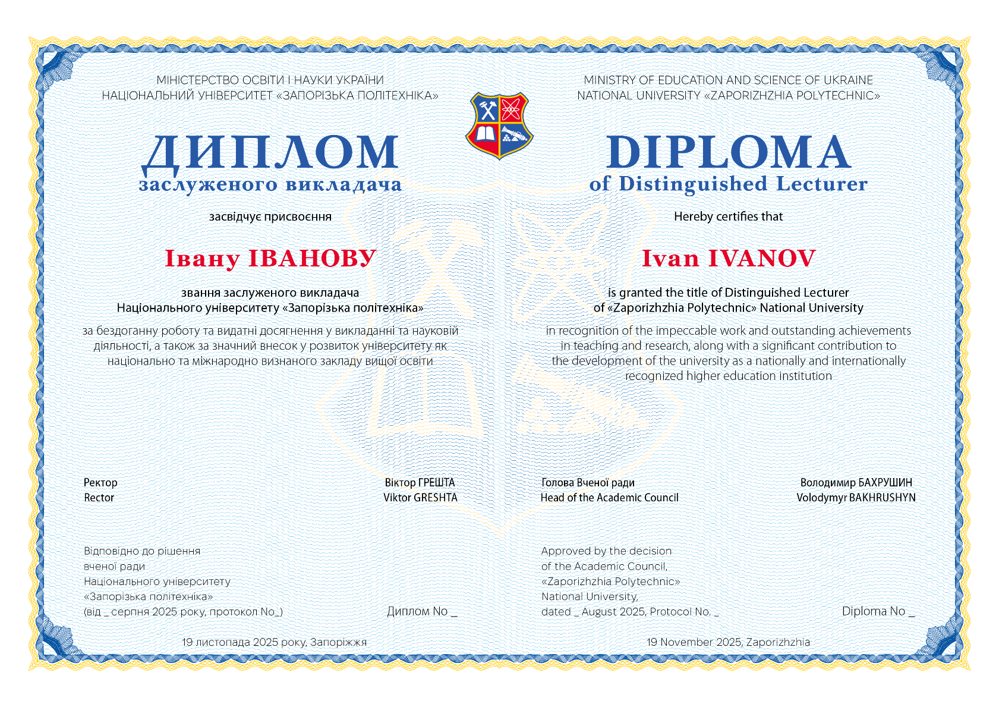 МІНІСТЕРСТВО ОСВІТИ І НАУКИ УКРАЇНИ
НАЦІОНАЛЬНИЙ УНІВЕРСИТЕТ «ЗАПОРІЗЬКА ПОЛІТЕХНІКА»
ДИПЛОМ
заслуженого викладача
засвідчує присвоєння
Івану ІВАНОВУ
звання заслуженого викладача
Національного університету «Запорізька політехніка»
за бездоганну роботу та видатні досягнення у викладанні та науковій
діяльності, а також за значний внесок у розвиток університету як
національно та міжнародно визнаного закладу вищої освіти
Ректор Віктор ГРЕШТА
Rector Viktor GRESHTA
Відповідно до рішення
вченої ради
Національного університету
«Запорізька політехніка»
(від _ серпня 2025 року, протокол No_) Диплом No _
19 листопада 2025 року, Запоріжжя
MINISTRY OF EDUCATION AND SCIENCE OF UKRAINE
NATIONAL UNIVERSITY «ZAPORIZHZHIA POLYTECHNIC»
DIPLOMA
of Distinguished Lecturer
Hereby certifies that
Ivan IVANOV
is granted the title of Distinguished Lecturer
of «Zaporizhzhia Polytechnic» National University
in recognition of the impeccable work and outstanding achievements
in teaching and research, along with a significant contribution to
the development of the university as a nationally and internationally
recognized higher education institution
Голова Вченої ради Володимир БАХРУШИН
Head of the Academic Council Volodymyr BAKHRUSHYN
Approved by the decision
of the Academic Council,
«Zaporizhzhia Polytechnic»
National University,
dated _ August 2025, Protocol No. _ Diploma No _
19 November 2025, Zaporizhzhia